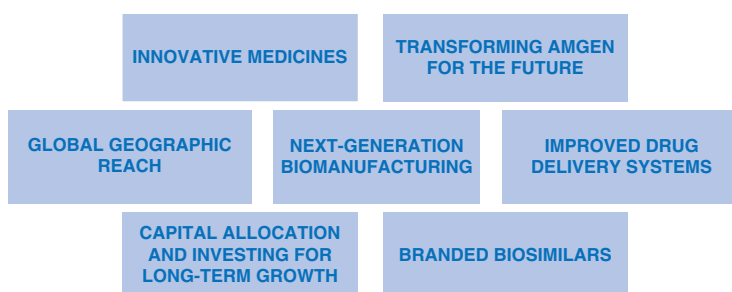 INNOVATIVE MEDICINES
TRANSFORMING AMGEN
FOR THE FUTURE
GLOBAL GEOGRAPHIC
REACH
NEXT-GENERATION
BIOMANUFACTURING
IMPROVED DRUG
DELIVERY SYSTEMS
CAPITAL ALLOCATION
AND INVESTING FOR
LONG-TERM GROWTH
BRANDED BIOSIMILARS